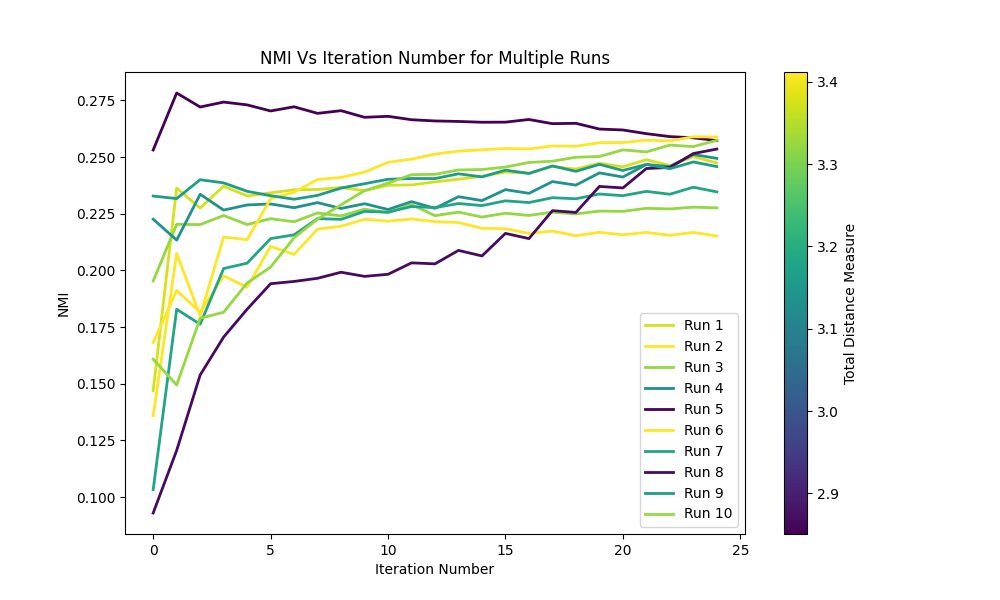 NMI Vs Iteration Number for Multiple Runs
NMI
0.275
0.250
0.225
0.200
0.175
0.150
0.125
0.100
0
5
10
15
20
25
Iteration Number
Run 1
Run 2
Run 3
Run 4
Run 5
Run 6
Run 7
Run 8
Run 9
Run 10
3.4
3.3
3.2
3.1
3.0
2.9
Total Distance Measure